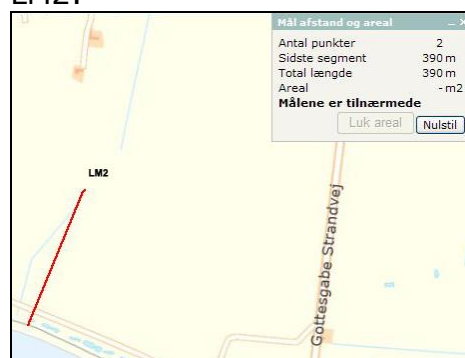 Mål afstand og areal
Antal punkter 2
Sidste segment 390 m
Total længde 390 m
Areal - m2
Målene er tilnærmede
Luk areal Nulstil
LM2
Gottesgabe Strandvej